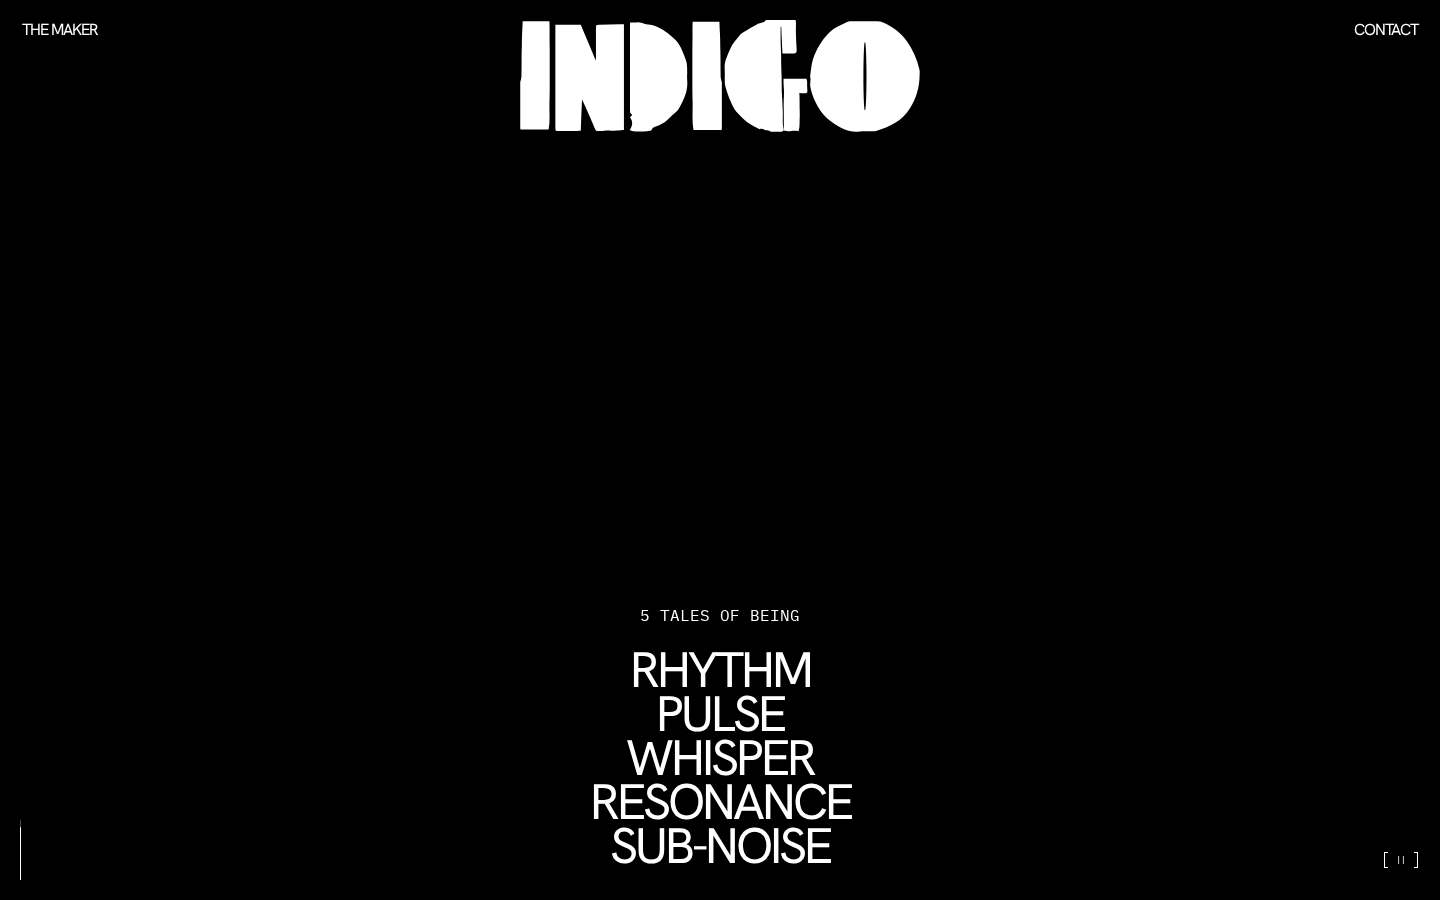 THE MAKER
INDIGO
CONTACT
5 TALES OF BEING
RHYTHM
PULSE
WHISPER
RESONANCE
SUB-NOISE